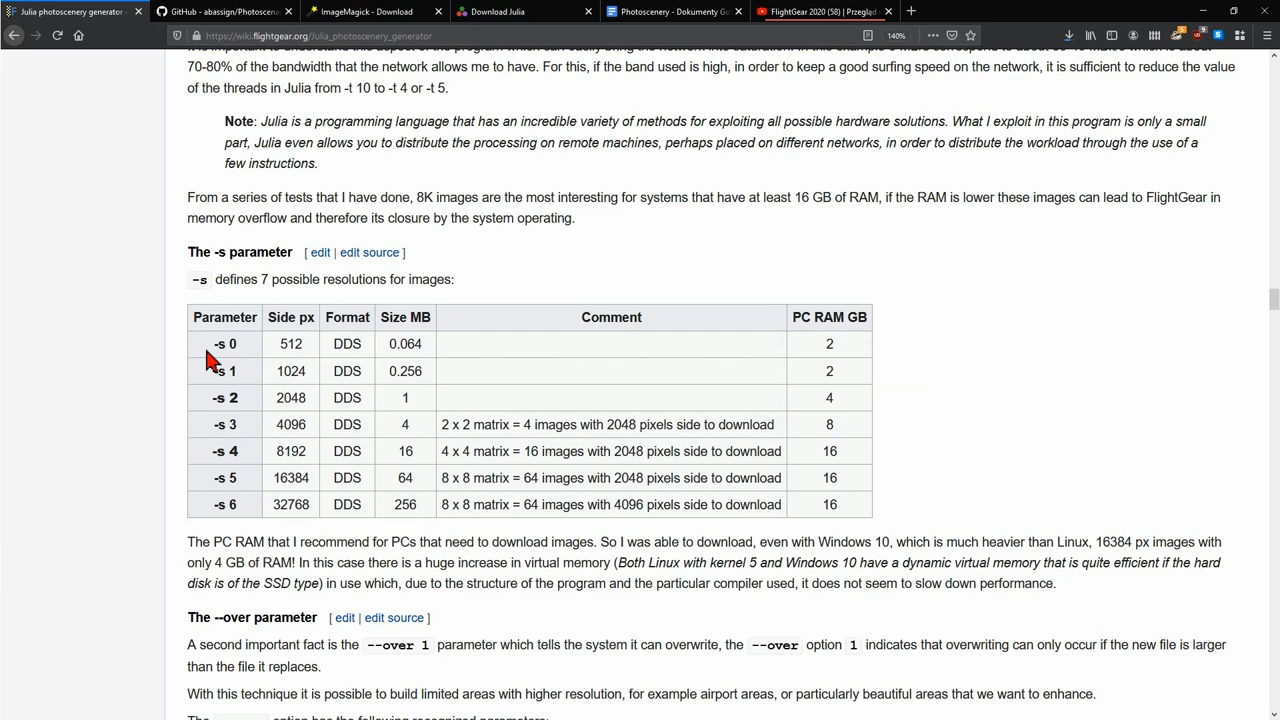 Julia photoscenery generator -
GitHub - abassign/Photoscene
ImageMagick - Download
Download Julia
Photoscenery - Dokumenty Go
FlightGear 2020 (58) | Przegląd
https://wiki.flightgear.org/Julia_photoscenery_generator
140%
70-80% of the bandwidth that the network allows me to have. For this, if the band used is high, in order to keep a good surfing speed on the network, it is sufficient to reduce the value
of the threads in Julia from -t 10 to -t 4 or -t 5.
Note: Julia is a programming language that has an incredible variety of methods for exploiting all possible hardware solutions. What I exploit in this program is only a small
part, Julia even allows you to distribute the processing on remote machines, perhaps placed on different networks, in order to distribute the workload through the use of a
few instructions.
From a series of tests that I have done, 8K images are the most interesting for systems that have at least 16 GB of RAM, if the RAM is lower these images can lead to FlightGear in
memory overflow and therefore its closure by the system operating.
The -s parameter [ edit | edit source ]
-s defines 7 possible resolutions for images:
Parameter Side px Format Size MB Comment PC RAM GB
-s 0 512 DDS 0.064 2
-s 1 1024 DDS 0.256 2
-s 2 2048 DDS 1 4
-s 3 4096 DDS 4 2 x 2 matrix = 4 images with 2048 pixels side to download 8
-s 4 8192 DDS 16 4 x 4 matrix = 16 images with 2048 pixels side to download 16
-s 5 16384 DDS 64 8 x 8 matrix = 64 images with 2048 pixels side to download 16
-s 6 32768 DDS 256 8 x 8 matrix = 64 images with 4096 pixels side to download 16
The PC RAM that I recommend for PCs that need to download images. So I was able to download, even with Windows 10, which is much heavier than Linux, 16384 px images with
only 4 GB of RAM! In this case there is a huge increase in virtual memory (Both Linux with kernel 5 and Windows 10 have a dynamic virtual memory that is quite efficient if the hard
disk is of the SSD type) in use which, due to the structure of the program and the particular compiler used, it does not seem to slow down performance.
The --over parameter [ edit | edit source ]
A second important fact is the --over 1 parameter which tells the system it can overwrite, the --over option 1 indicates that overwriting can only occur if the new file is larger
than the file it replaces.
With this technique it is possible to build limited areas with higher resolution, for example airport areas, or particularly beautiful areas that we want to enhance.